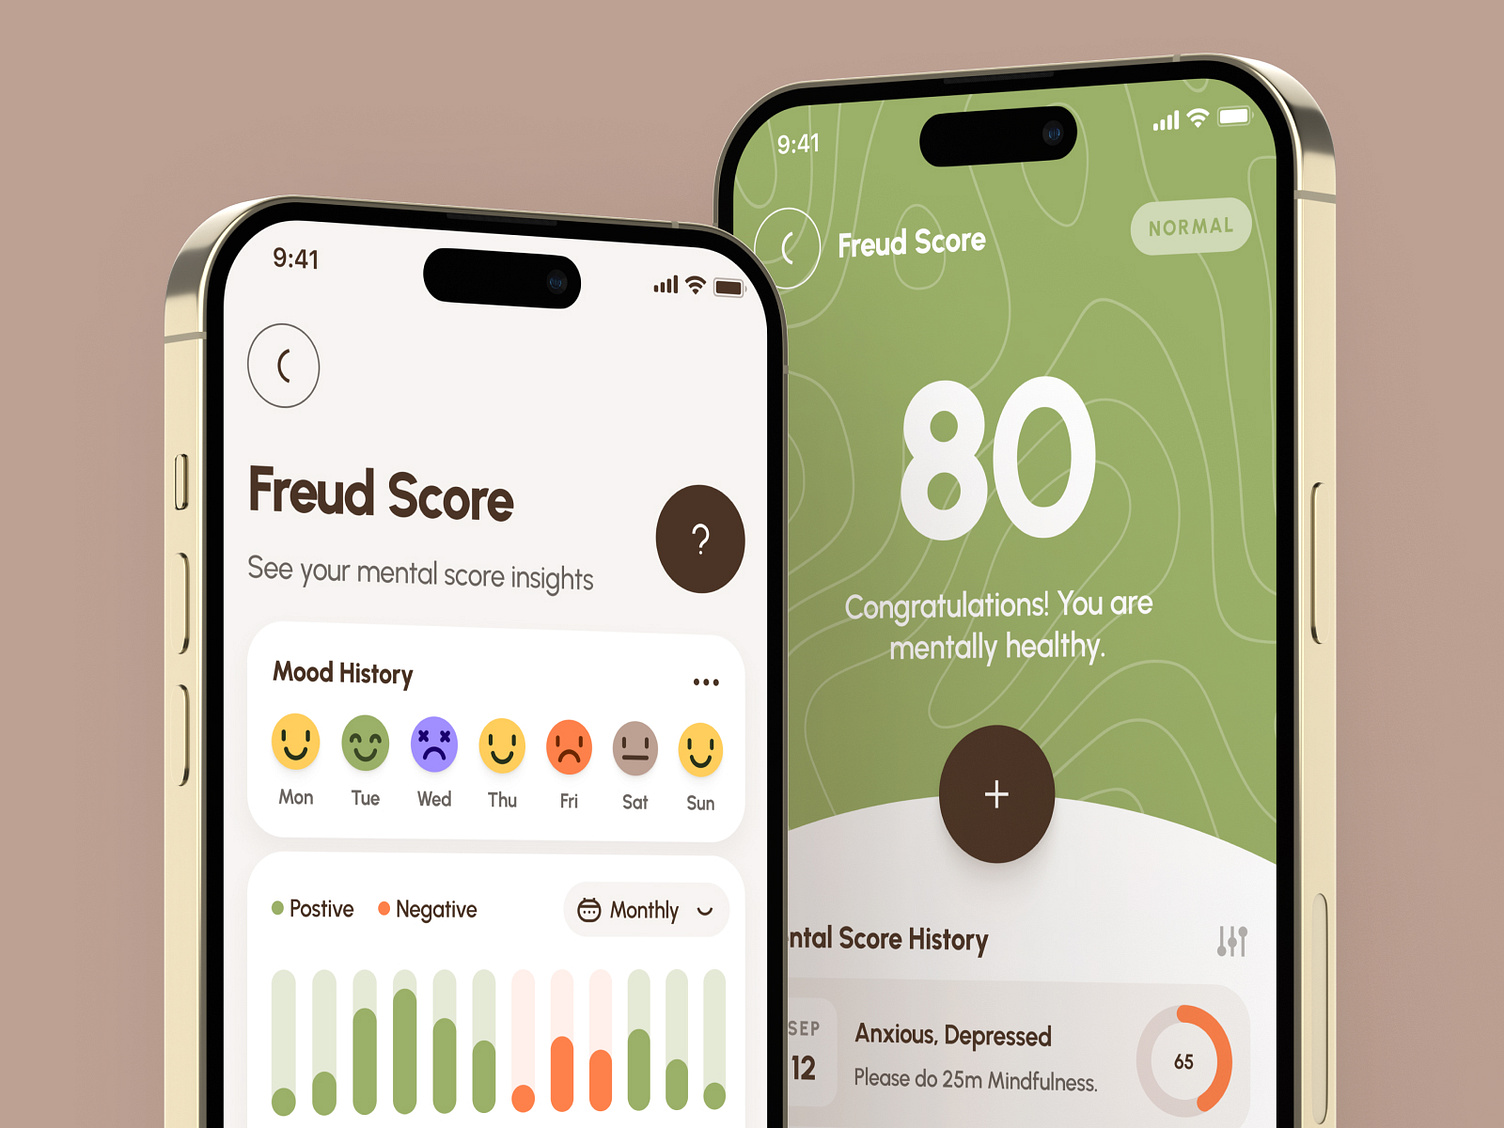 9:41
Freud Score
See your mental score insights
?
Mood History
Mon Tue Wed Thu Fri Sat Sun
Postive Negative Monthly
9:41
Freud Score
NORMAL
80
Congratulations! You are
mentally healthy.
+
ntal Score History
SEP
12
Anxious, Depressed
Please do 25m Mindfulness.
65